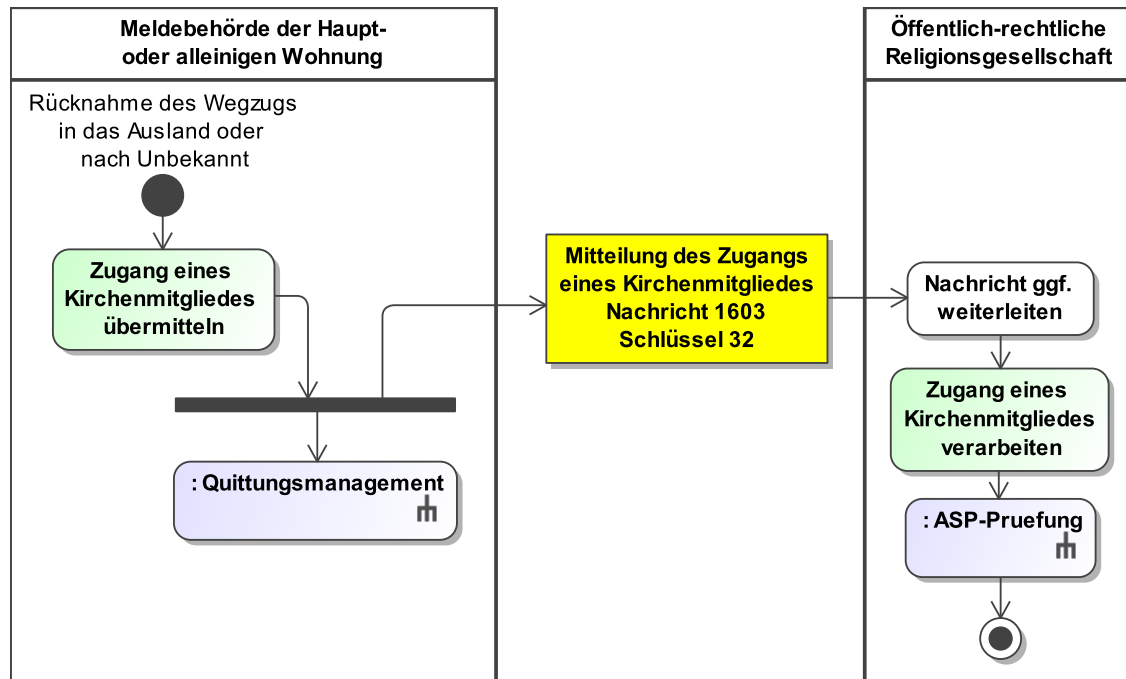 Meldebehörde der Haupt-
oder alleinigen Wohnung
Öffentlich-rechtliche
Religionsgesellschaft
Rücknahme des Wegzugs
in das Ausland oder
nach Unbekannt
Zugang eines
Kirchenmitgliedes
übermitteln
: Quittungsmanagement
Mitteilung des Zugangs
eines Kirchenmitgliedes
Nachricht 1603
Schlüssel 32
Nachricht ggf.
weiterleiten
Zugang eines
Kirchenmitgliedes
verarbeiten
: ASP-Pruefung